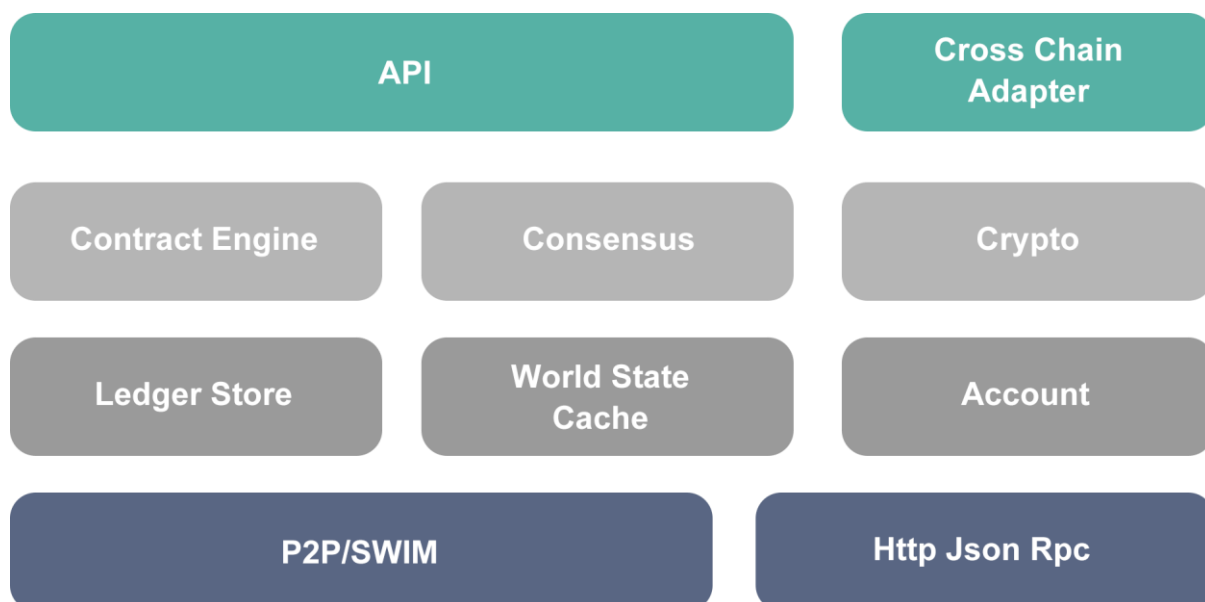 API
Cross Chain
Adapter
Contract Engine
Consensus
Crypto
Ledger Store
World State
Cache
Account
P2P/SWIM
Http Json Rpc